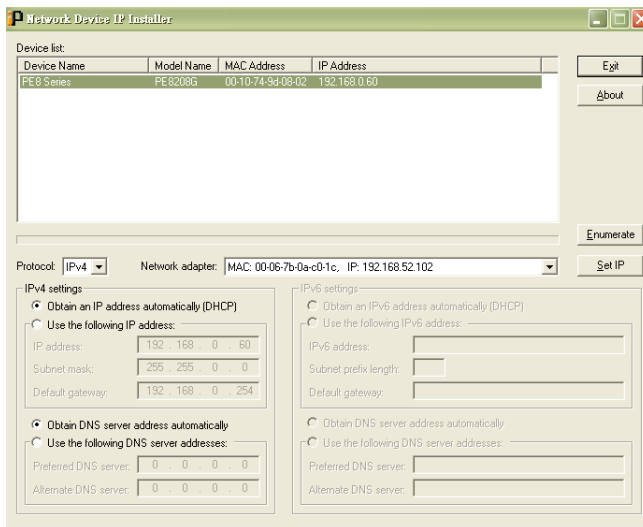 Network Device IP Installer
Device list:
Device Name Model Name MAC Address IP Address
PE8 Series PE8208G 00-10-74-9d-08-02 192.168.0.60
Exit
About
Enumerate
Protocol: IPv4 Network adapter: MAC: 00-06-7b-0a-c0-1c, IP: 192.168.52.102 Set IP
IPv4 settings
Obtain an IP address automatically (DHCP)
Use the following IP address:
IP address: 192 . 168 . 0 . 60
Subnet mask: 255 . 255 . 0 . 0
Default gateway: 192 . 168 . 0 . 254
Obtain DNS server address automatically
Use the following DNS server addresses:
Preferred DNS server: 0 . 0 . 0 . 0
Alternate DNS server: 0 . 0 . 0 . 0
IPv6 settings
Obtain an IPv6 address automatically (DHCP)
Use the following IPv6 address:
IPv6 address:
Subnet prefix length:
Default gateway:
Obtain DNS server address automatically
Use the following DNS server addresses:
Preferred DNS server:
Alternate DNS server: